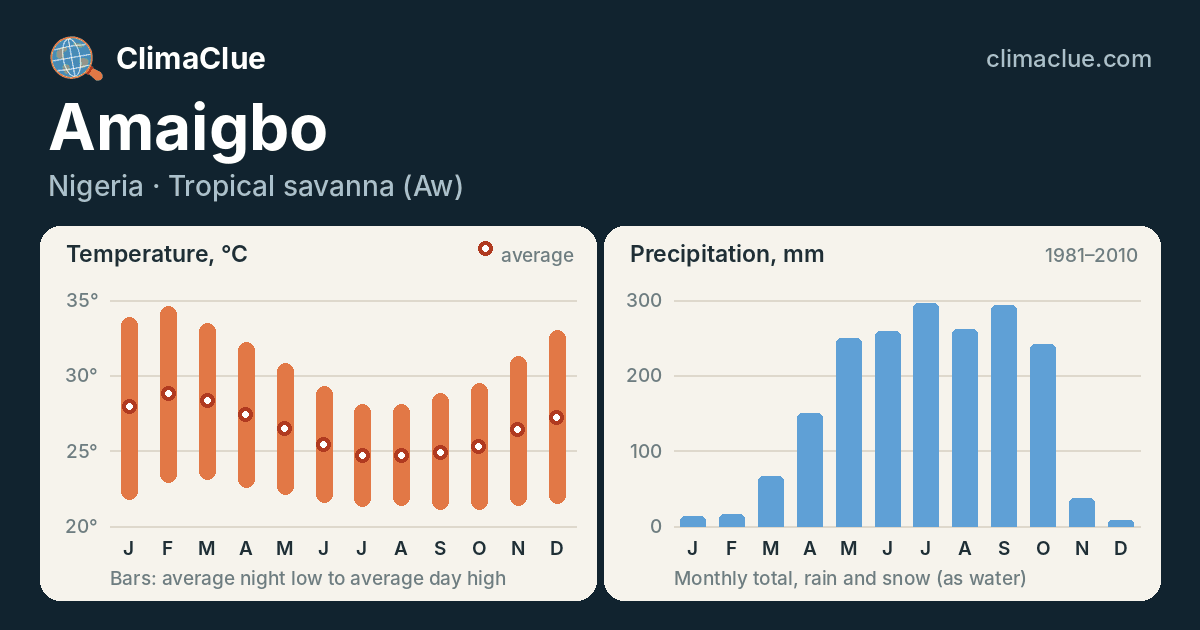 ClimaClue
climaclue.com
Amaigbo
Nigeria · Tropical savanna (Aw)
Temperature, °C
average
35°
30°
25°
20°
J F M A M J J A S O N D
Bars: average night low to average day high
Precipitation, mm
1981–2010
300
200
100
0
J F M A M J J A S O N D
Monthly total, rain and snow (as water)